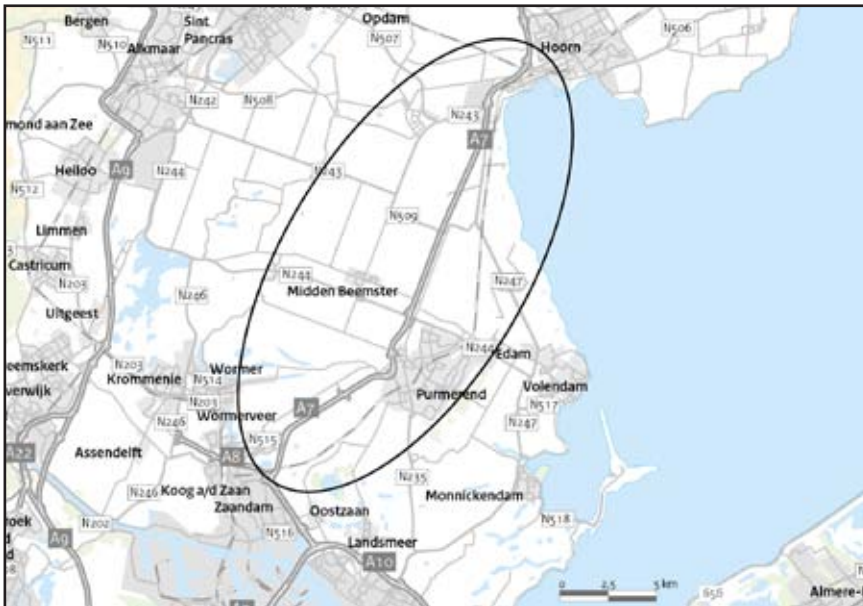 Bergen
Sint
Pancras
Opdam
N511
N510
Alkmaar
N507
Hoorn
N506
N242
N508
N243
A7
mond aan Zee
Heiloo
A9
N244
N243
N512
N509
Limmen
Castricum
N203
N244
Midden Beemster
N247
N246
Uitgeest
N244
Edam
eemskerk
N203
Krommenie
Wormer
N514
verwijk
N203
Wormerveer
A7
Purmerend
Volendam
N517
N246
N515
N247
A22
Assendelft
A8
N246
Koog a/d Zaan
N235
Monnickendam
Zaandam
Oostzaan
roek
N202
N518
A9
N516
Landsmeer
A10
0 2,5 5 km
Almere-